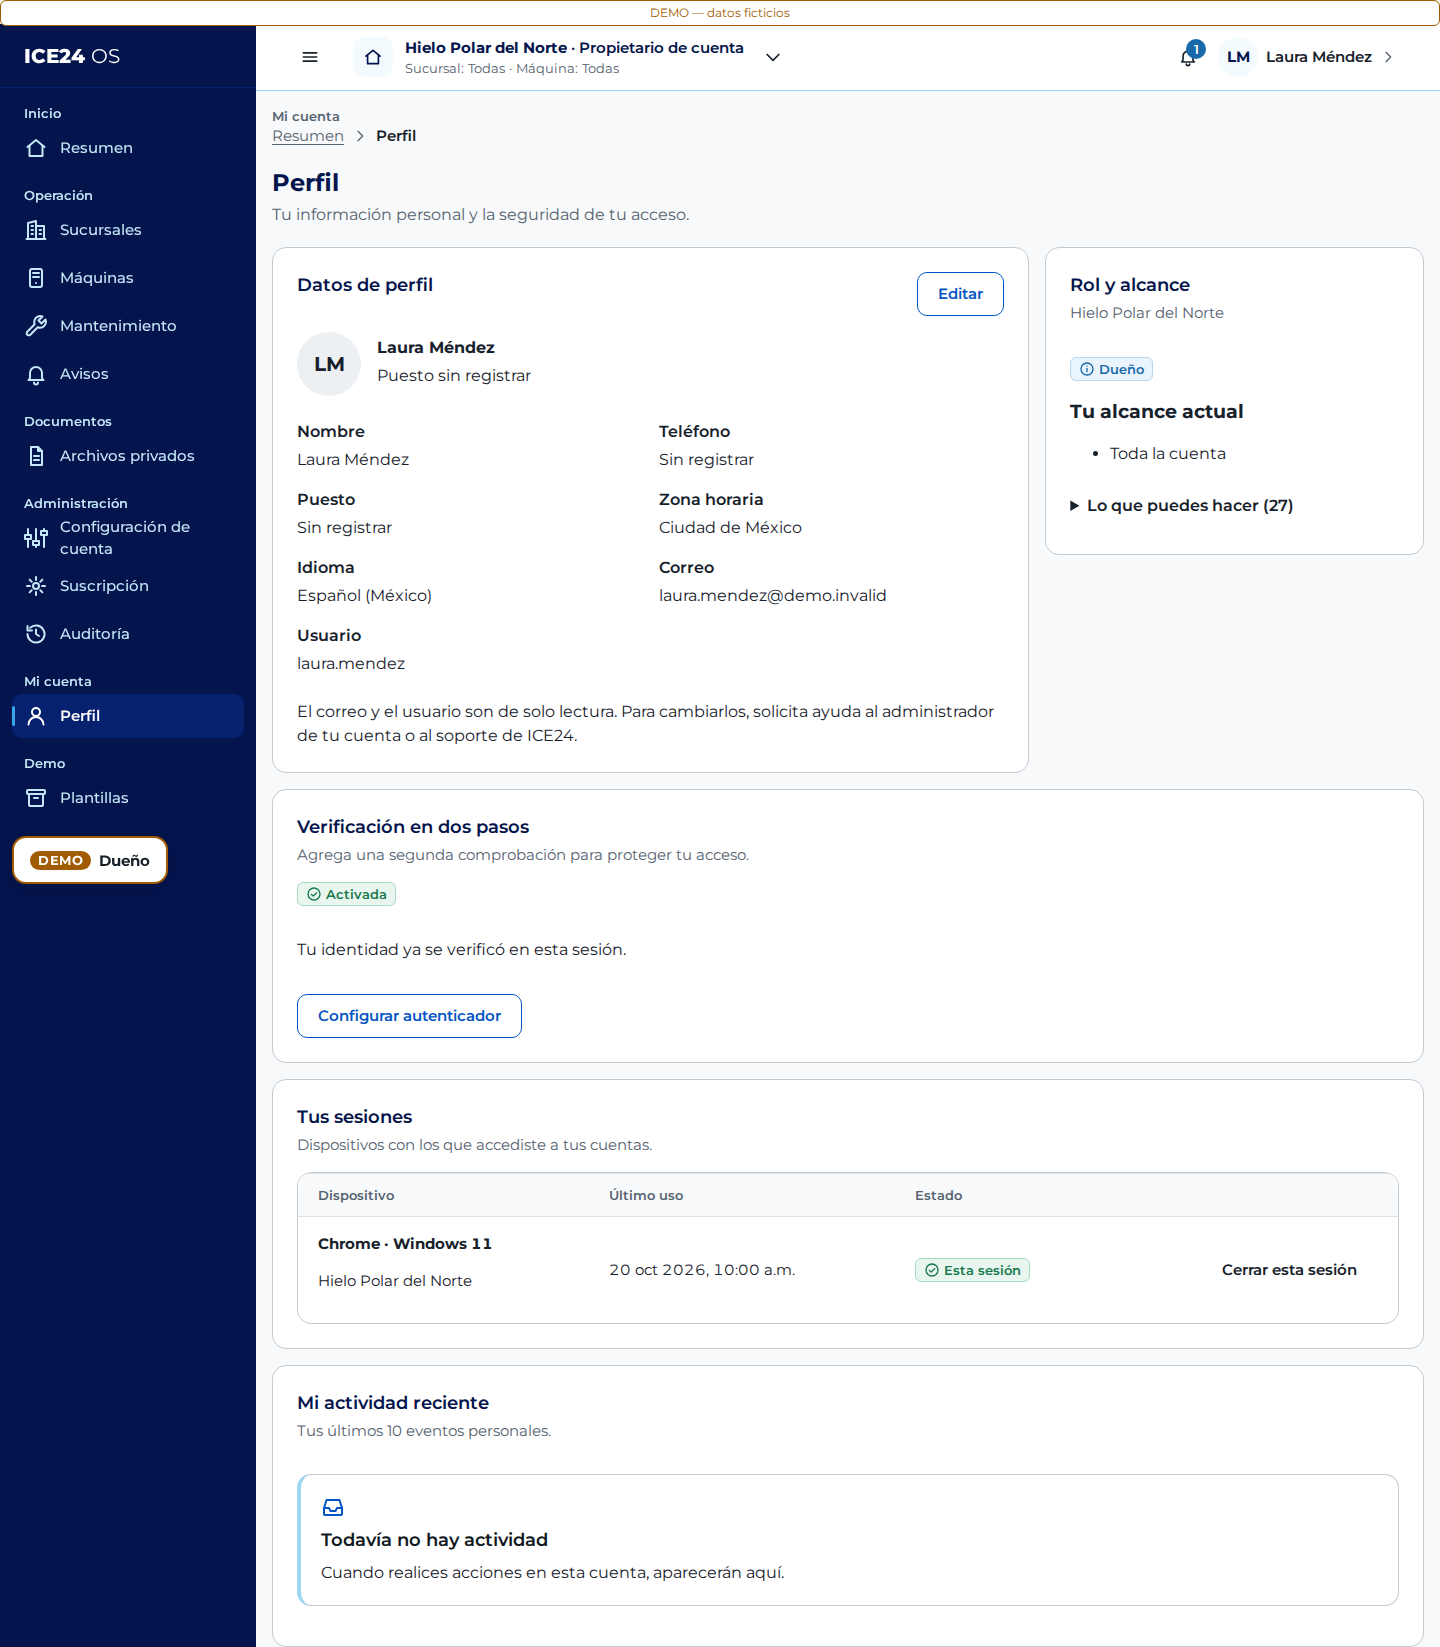 DEMO — datos ficticios
ICE24 OS
Inicio
Resumen
Operación
Sucursales
Máquinas
Mantenimiento
Avisos
Documentos
Archivos privados
Administración
Configuración de
cuenta
Suscripción
Auditoría
Mi cuenta
Perfil
Demo
Plantillas
DEMO Dueño
Hielo Polar del Norte · Propietario de cuenta
Sucursal: Todas · Máquina: Todas
1
LM Laura Méndez
Mi cuenta
Resumen > Perfil
Perfil
Tu información personal y la seguridad de tu acceso.
Datos de perfil
Editar
LM
Laura Méndez
Puesto sin registrar
Nombre
Laura Méndez
Teléfono
Sin registrar
Puesto
Sin registrar
Zona horaria
Ciudad de México
Idioma
Español (México)
Correo
laura.mendez@demo.invalid
Usuario
laura.mendez
El correo y el usuario son de solo lectura. Para cambiarlos, solicita ayuda al administrador
de tu cuenta o al soporte de ICE24.
Rol y alcance
Hielo Polar del Norte
Dueño
Tu alcance actual
• Toda la cuenta
Lo que puedes hacer (27)
Verificación en dos pasos
Agrega una segunda comprobación para proteger tu acceso.
Activada
Tu identidad ya se verificó en esta sesión.
Configurar autenticador
Tus sesiones
Dispositivos con los que accediste a tus cuentas.
Dispositivo Último uso Estado
Chrome · Windows 11
Hielo Polar del Norte
20 oct 2026, 10:00 a.m.
Esta sesión
Cerrar esta sesión
Mi actividad reciente
Tus últimos 10 eventos personales.
Todavía no hay actividad
Cuando realices acciones en esta cuenta, aparecerán aquí.